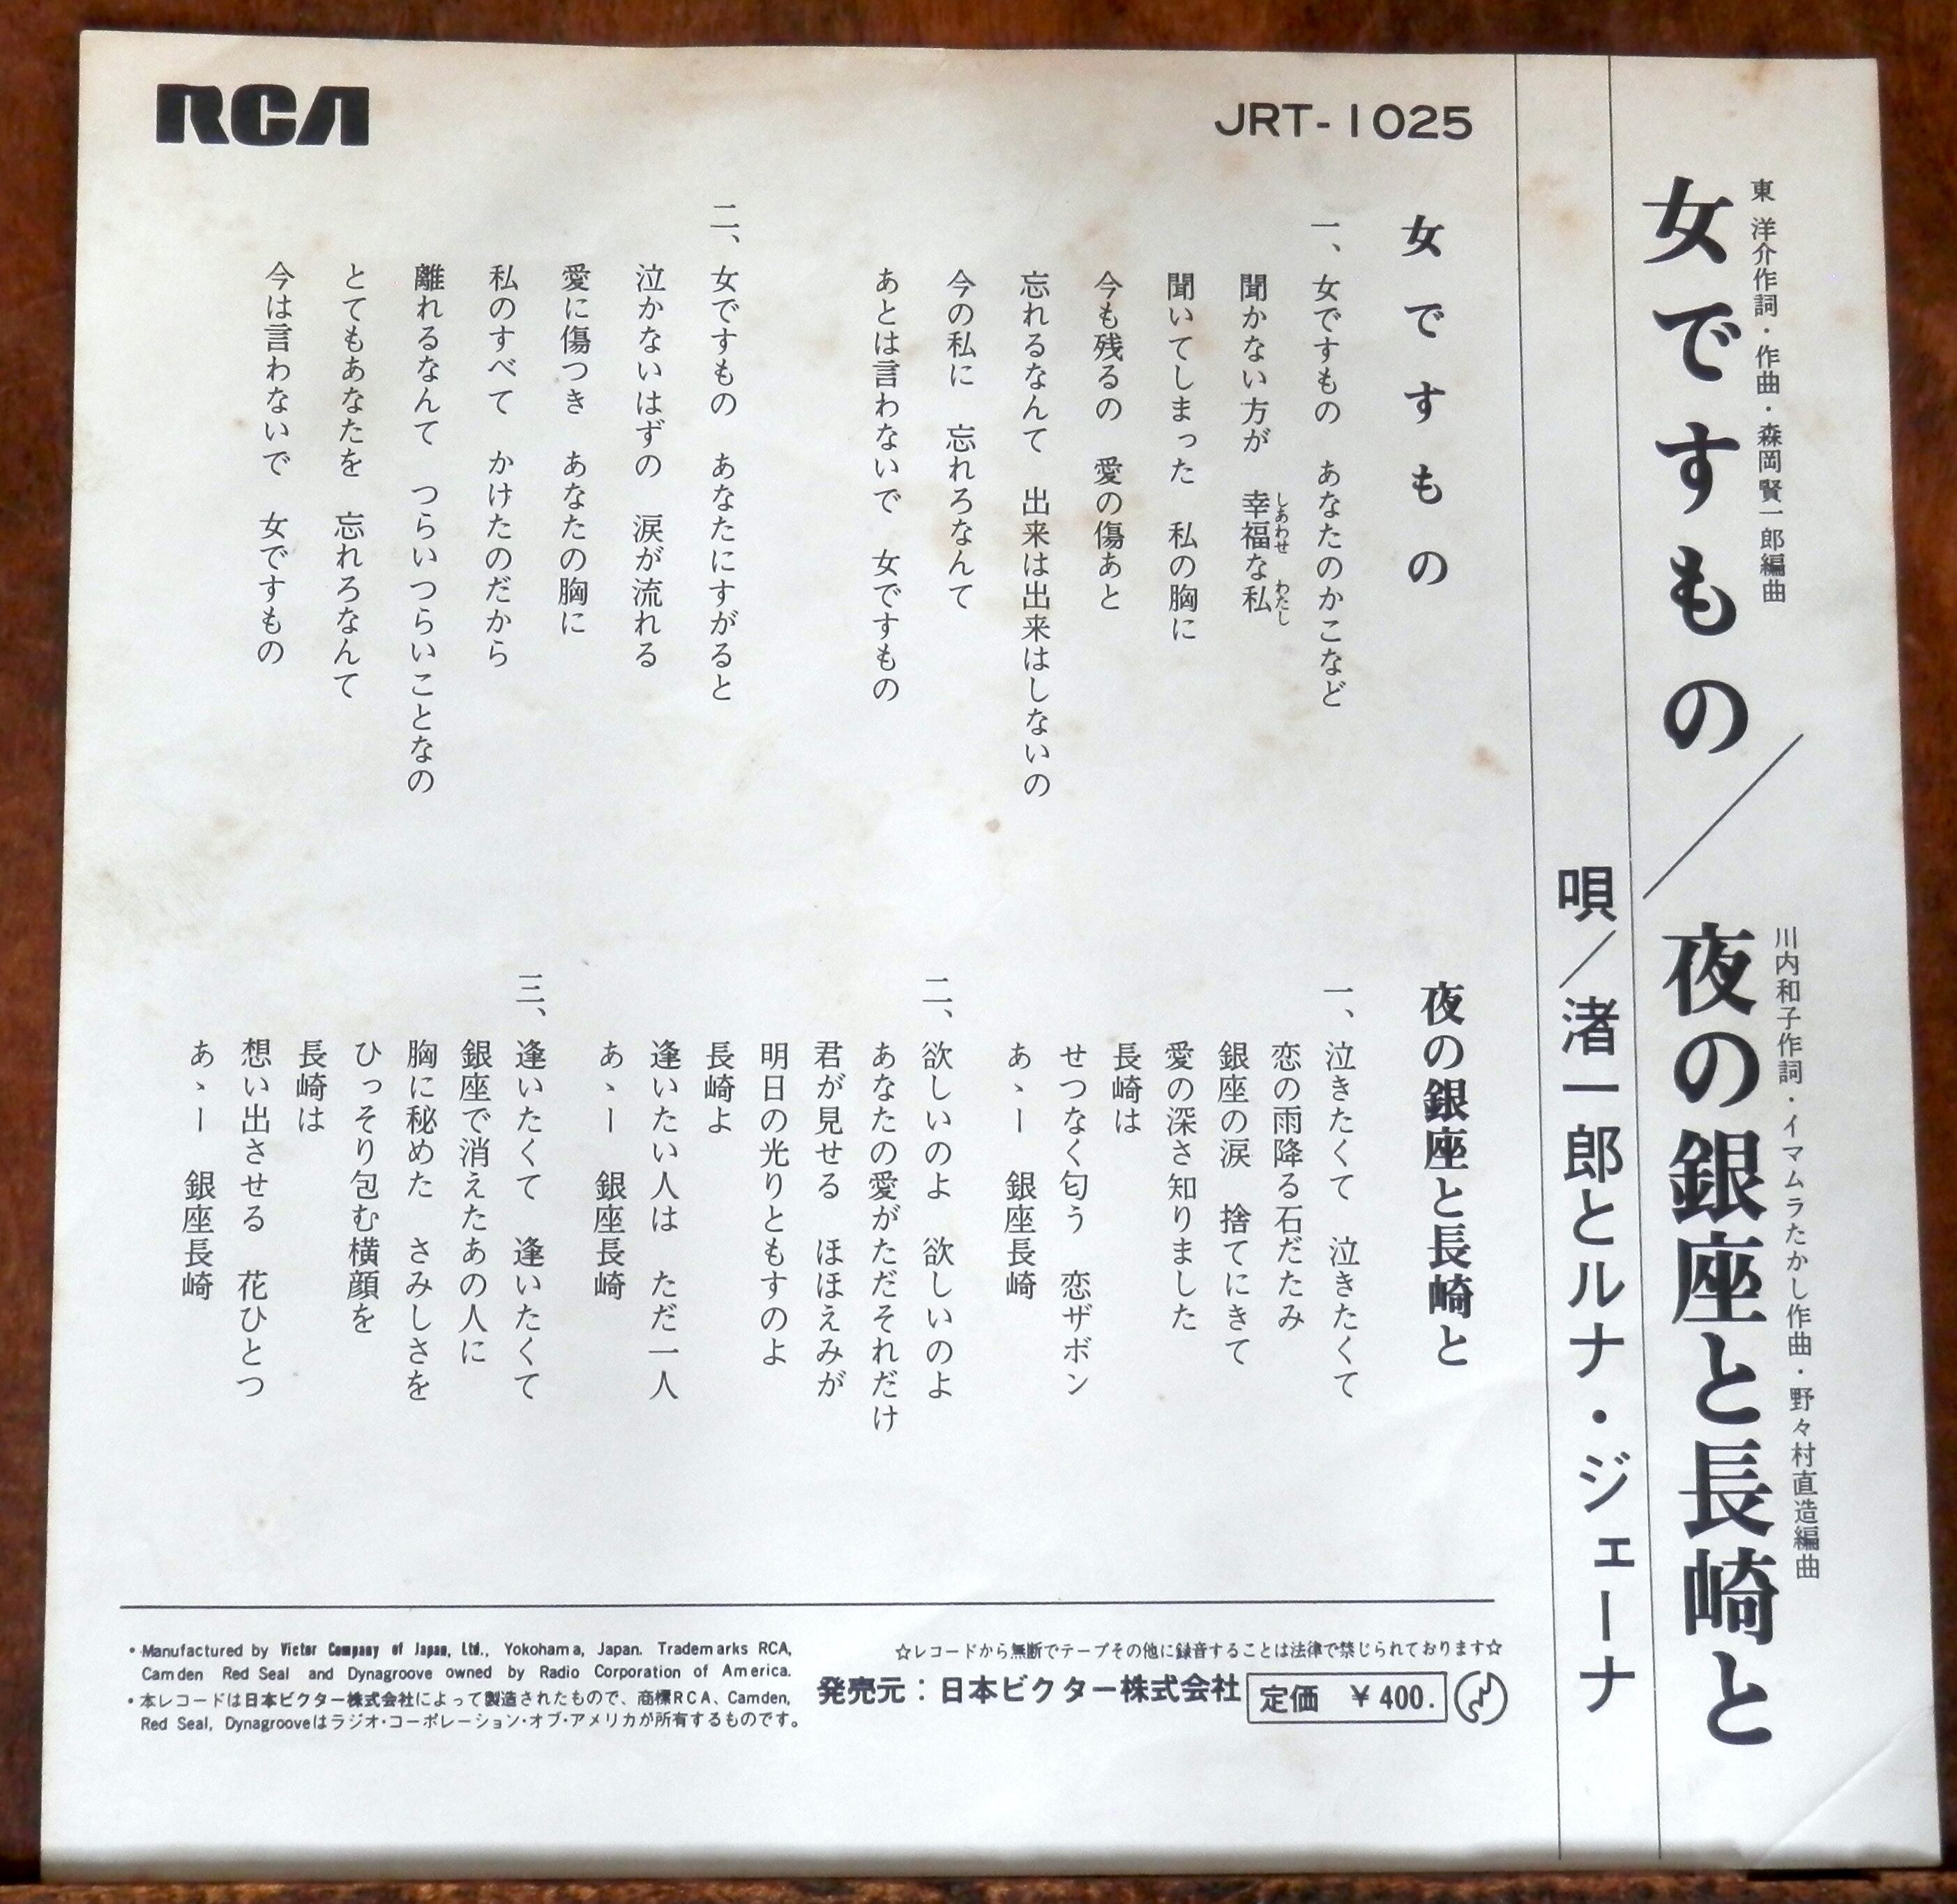 東 洋介作詞・作曲・森岡賢一郎編曲
女ですもの／夜の銀座と長崎と
川内和子作詞・イマムラたかし作曲・野々村直造編曲
唄／渚一郎とルナ・ジェーナ
RCA
JRT-1025
女ですもの
一、女ですもの　あなたのかこなど
聞かない方が　幸福な私
しあわせ　わたし
聞いてしまった　私の胸に
今も残るの　愛の傷あと
忘れるなんて　出来は出来はしないの
今の私に　忘れろなんて
あとは言わないで　女ですもの
二、女ですもの　あなたにすがると
泣かないはずの　涙が流れる
愛に傷つき　あなたの胸に
私のすべて　かけたのだから
離れるなんて　つらいつらいことなの
とてもあなたを　忘れろなんて
今は言わないで　女ですもの
夜の銀座と長崎と
一、泣きたくて　泣きたくて
恋の雨降る石だたみ
銀座の涙　捨てにきて
愛の深さ知りました
長崎は
せつなく匂う　恋ザボン
あゝー　銀座長崎
二、欲しいのよ　欲しいのよ
あなたの愛がただそれだけ
君が見せる　ほほえみが
明日の光りともすのよ
長崎よ
逢いたい人は　ただ一人
あゝー　銀座長崎
三、逢いたくて　逢いたくて
銀座で消えたあの人に
胸に秘めた　さみしさを
ひっそり包む横顔を
長崎は
想い出させる　花ひとつ
あゝー　銀座長崎
• Manufactured by Victor Company of Japan, Ltd., Yokohama, Japan. Trademarks RCA,
Camden Red Seal and Dynagroove owned by Radio Corporation of America.
• 本レコードは日本ビクター株式会社によって製造されたもので、商標RCA、Camden,
Red Seal, Dynagrooveはラジオ・コーポレーション・オブ・アメリカが所有するものです。
☆レコードから無断でテープその他に録音することは法律で禁じられております☆
発売元：日本ビクター株式会社 定価 ￥400.